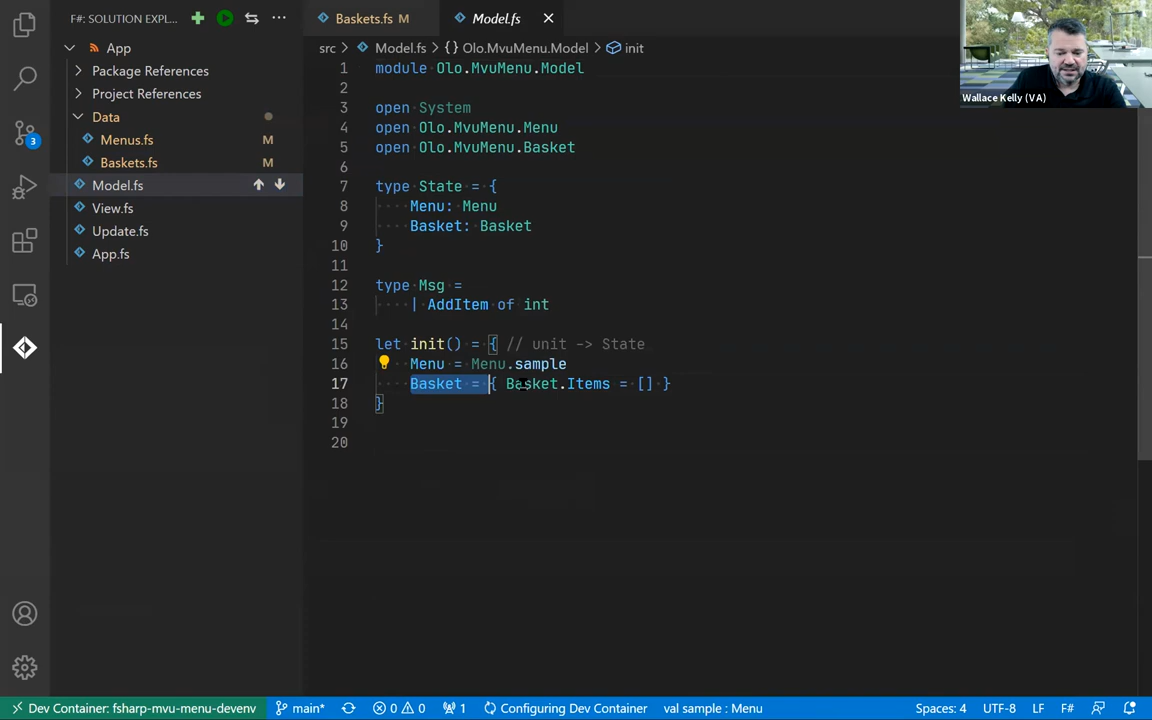 F#: SOLUTION EXPL...
App
Package References
Project References
Data
Menus.fs M
Baskets.fs M
Model.fs
View.fs
Update.fs
App.fs
3
Baskets.fs M
Model.fs
src > Model.fs > {} Olo.MvuMenu.Model > init
1 module Olo.MvuMenu.Model
2
3 open System
4 open Olo.MvuMenu.Menu
5 open Olo.MvuMenu.Basket
6
7 type State = {
8 Menu: Menu
9 Basket: Basket
10 }
11
12 type Msg =
13 | AddItem of int
14
15 let init() = { // unit -> State
16 Menu = Menu.sample
17 Basket = { Basket.Items = [] }
18 }
19
20
Wallace Kelly (VA)
Dev Container: fsharp-mvu-menu-devenv main* 0 0 1 Configuring Dev Container val sample : Menu Spaces: 4 UTF-8 LF F#